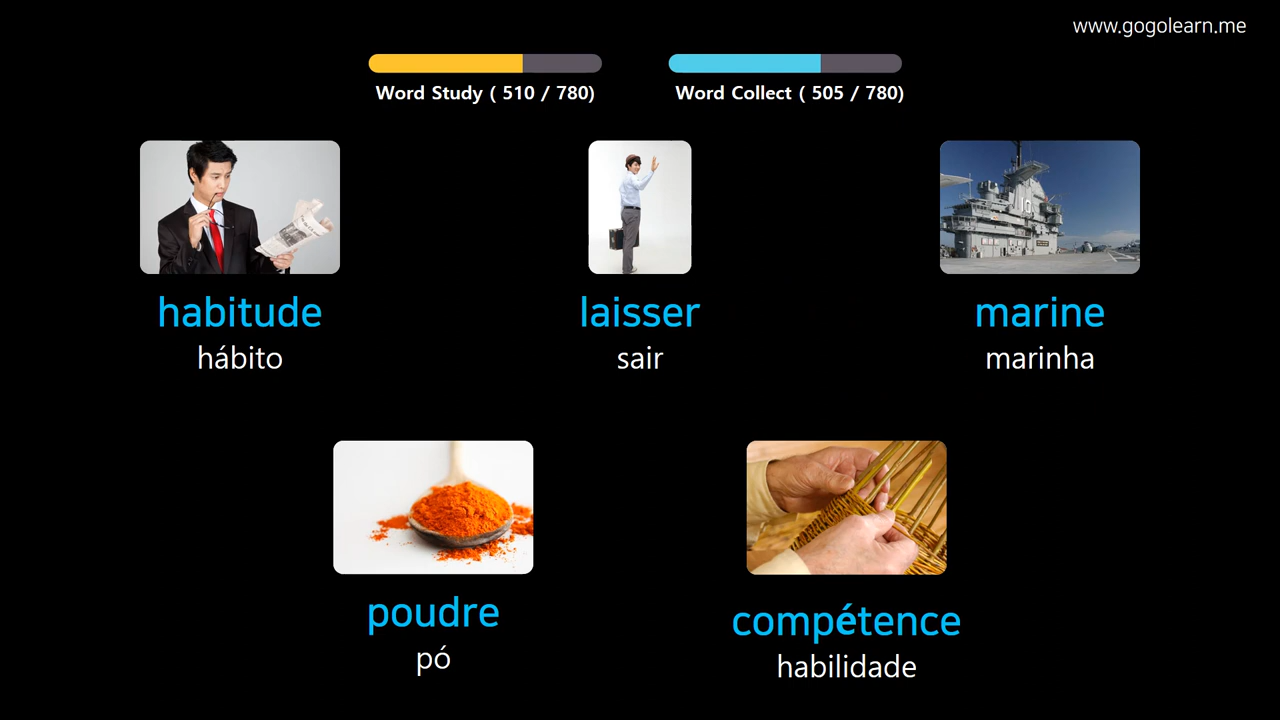 www.gogolearn.me
Word Study ( 510 / 780)
Word Collect ( 505 / 780)
habitude
hábito
laisser
sair
marine
marinha
poudre
pó
compétence
habilidade